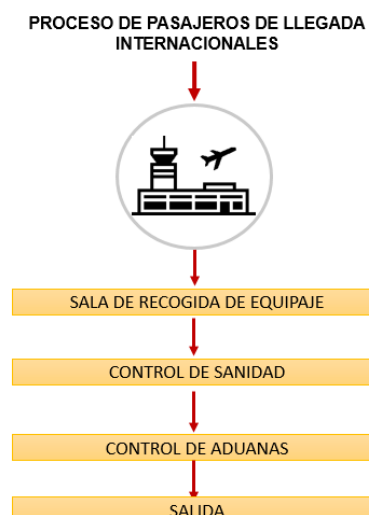 PROCESO DE PASAJEROS DE LLEGADA
INTERNACIONALES
SALA DE RECOGIDA DE EQUIPAJE
CONTROL DE SANIDAD
CONTROL DE ADUANAS
SALIDA